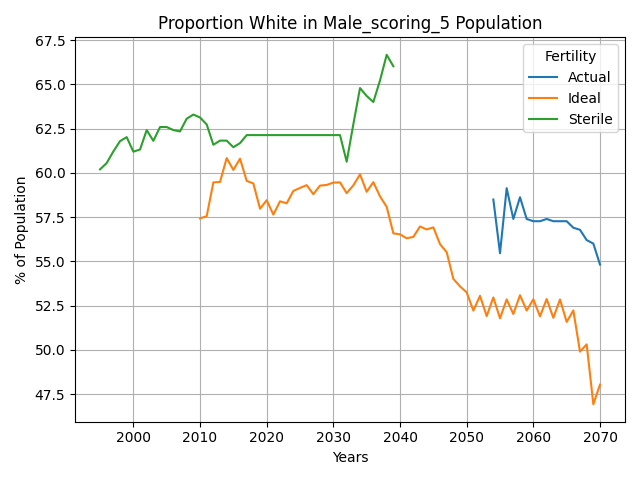 Proportion White in Male_scoring_5 Population
67.5
65.0
62.5
60.0
57.5
55.0
52.5
50.0
47.5
% of Population
Fertility
Actual
Ideal
Sterile
2000 2010 2020 2030 2040 2050 2060 2070
Years